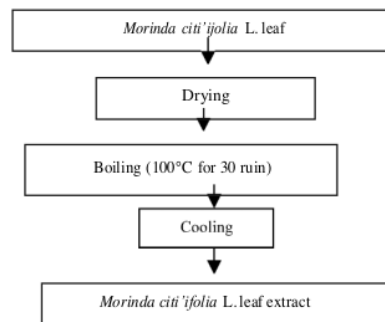 Morinda citi'ijolia L. leaf
Drying
Boiling (100°C for 30 ruin)
Cooling
Morinda citi'ifolia L. leaf extract